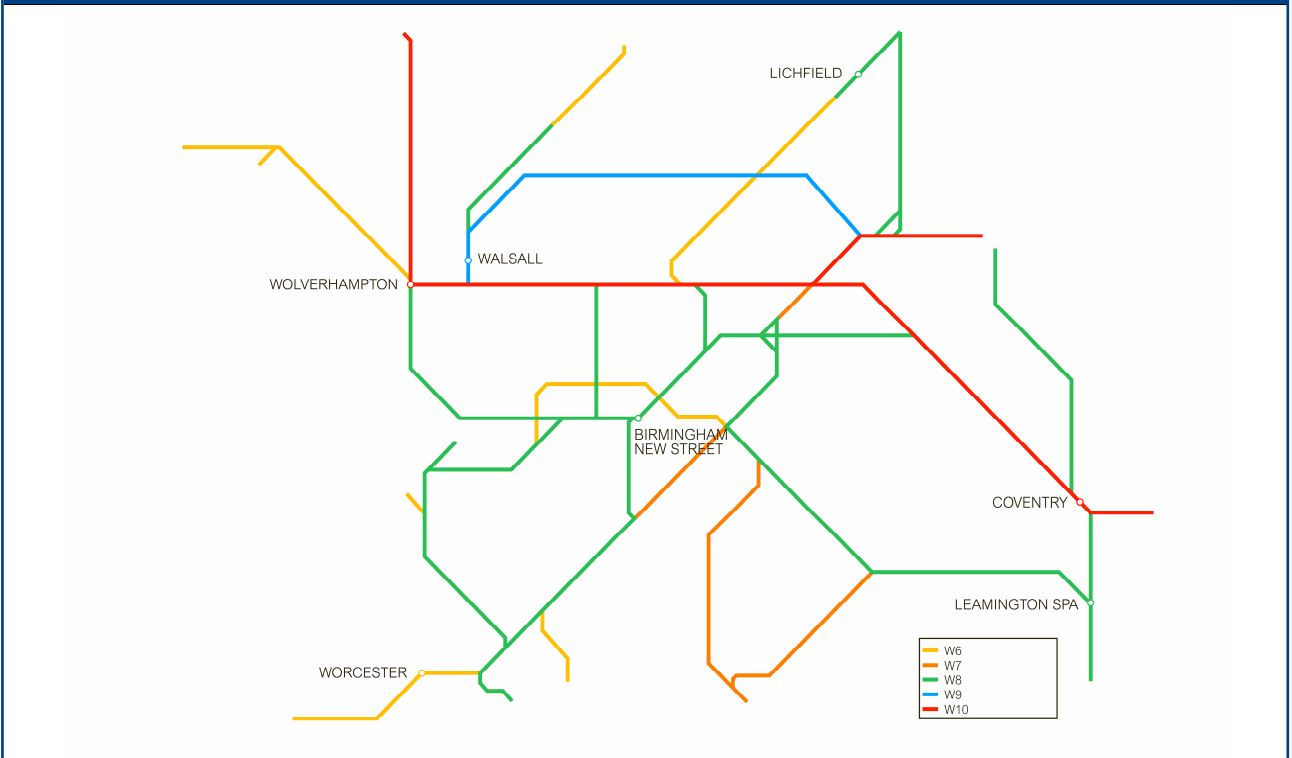 LICHFIELD
WALSALL
WOLVERHAMPTON
BIRMINGHAM
NEW STREET
COVENTRY
LEAMINGTON SPA
WORCESTER
W6
W7
W8
W9
W10